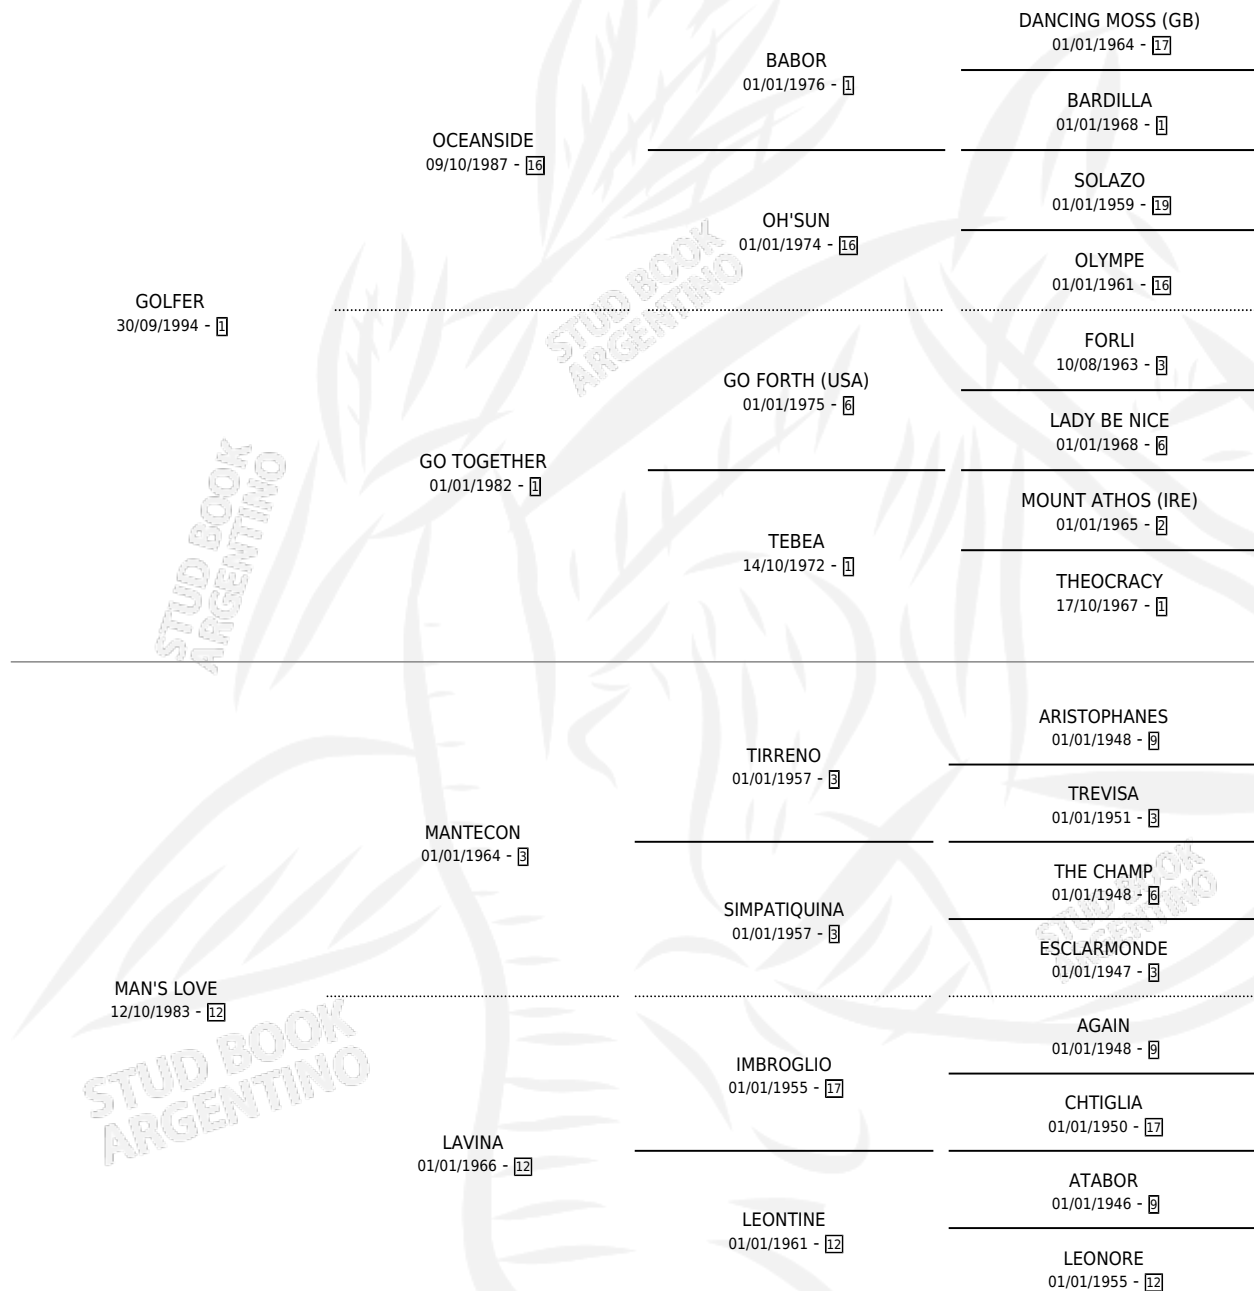 DANCING MOSS (GB)
01/01/1964 - 17
BABOR
01/01/1976 - 1
BARDILLA
01/01/1968 - 1
OCEANSIDE
09/10/1987 - 16
SOLAZO
01/01/1959 - 19
OH'SUN
01/01/1974 - 16
OLYMPE
01/01/1961 - 16
GOLFER
30/09/1994 - 1
FORLI
10/08/1963 - 3
GO FORTH (USA)
01/01/1975 - 6
LADY BE NICE
01/01/1968 - 6
GO TOGETHER
01/01/1982 - 1
MOUNT ATHOS (IRE)
01/01/1965 - 2
TEBEA
14/10/1972 - 1
THEOCRACY
17/10/1967 - 1
ARISTOPHANES
01/01/1948 - 9
TIRRENO
01/01/1957 - 3
TREVISA
01/01/1951 - 3
MANTECON
01/01/1964 - 3
THE CHAMP
01/01/1948 - 6
SIMPATIQUINA
01/01/1957 - 3
ESCLARMONDE
01/01/1947 - 3
MAN'S LOVE
12/10/1983 - 12
AGAIN
01/01/1948 - 9
IMBROGLIO
01/01/1955 - 17
CHTIGLIA
01/01/1950 - 17
LAVINA
01/01/1966 - 12
ATABOR
01/01/1946 - 9
LEONTINE
01/01/1961 - 12
LEONORE
01/01/1955 - 12
STUD BOOK
ARGENTINO
STUD BOOK
ARGENTINO
STUD BOOK
ARGENTINO
STUD BOOK
ARGENTINO